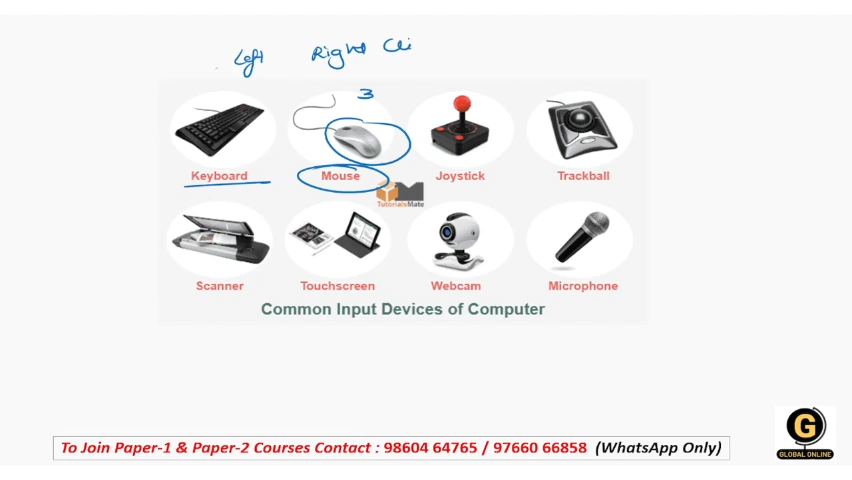 Left Right Cli
3
Keyboard Mouse Joystick Trackball
TutorialsMate
Scanner Touchscreen Webcam Microphone
Common Input Devices of Computer
To Join Paper-1 & Paper-2 Courses Contact : 98604 64765 / 97660 66858 (WhatsApp Only)
G
GLOBAL ONLINE